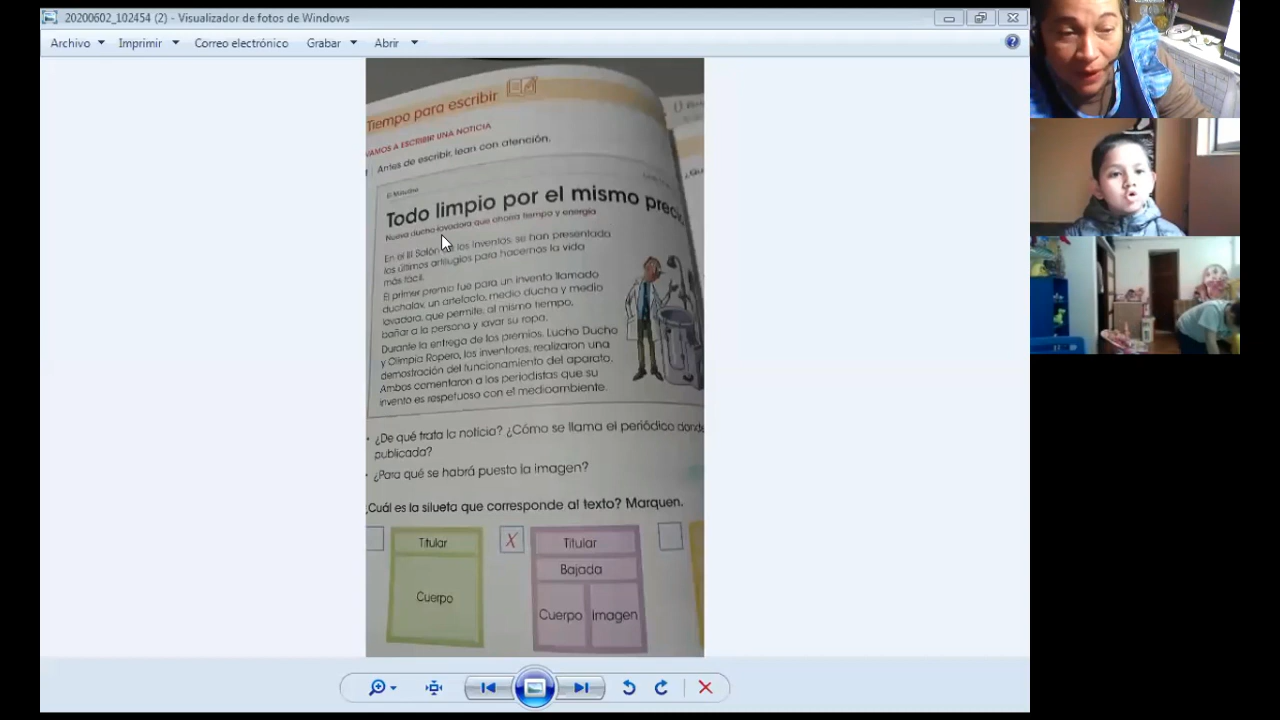 20200602_102454 (2) - Visualizador de fotos de Windows
Archivo Imprimir Correo electrónico Grabar Abrir
Tiempo para escribir
VAMOS A ESCRIBIR UNA NOTICIA
Antes de escribir, lean con atención.
El Matutino
Todo limpio por el mismo precio
Nueva ducha-lavadora que ahorra tiempo y energía
En el III Salón de los inventos, se han presentado
los últimos artilugios para hacernos la vida
más fácil.
El primer premio fue para un invento llamado
duchalav, un artefacto, medio ducha y medio
lavadora, que permite, al mismo tiempo,
bañar a la persona y lavar su ropa.
Durante la entrega de los premios, Lucho Ducho
y Olimpia Ropero, los inventores, realizaron una
demostración del funcionamiento del aparato.
Ambos comentaron a los periodistas que su
invento es respetuoso con el medioambiente.
• ¿De qué trata la noticia? ¿Cómo se llama el periódico donde
publicada?
• ¿Para qué se habrá puesto la imagen?
¿Cuál es la silueta que corresponde al texto? Marquen.
Titular
Cuerpo
X
Titular
Bajada
Cuerpo Imagen